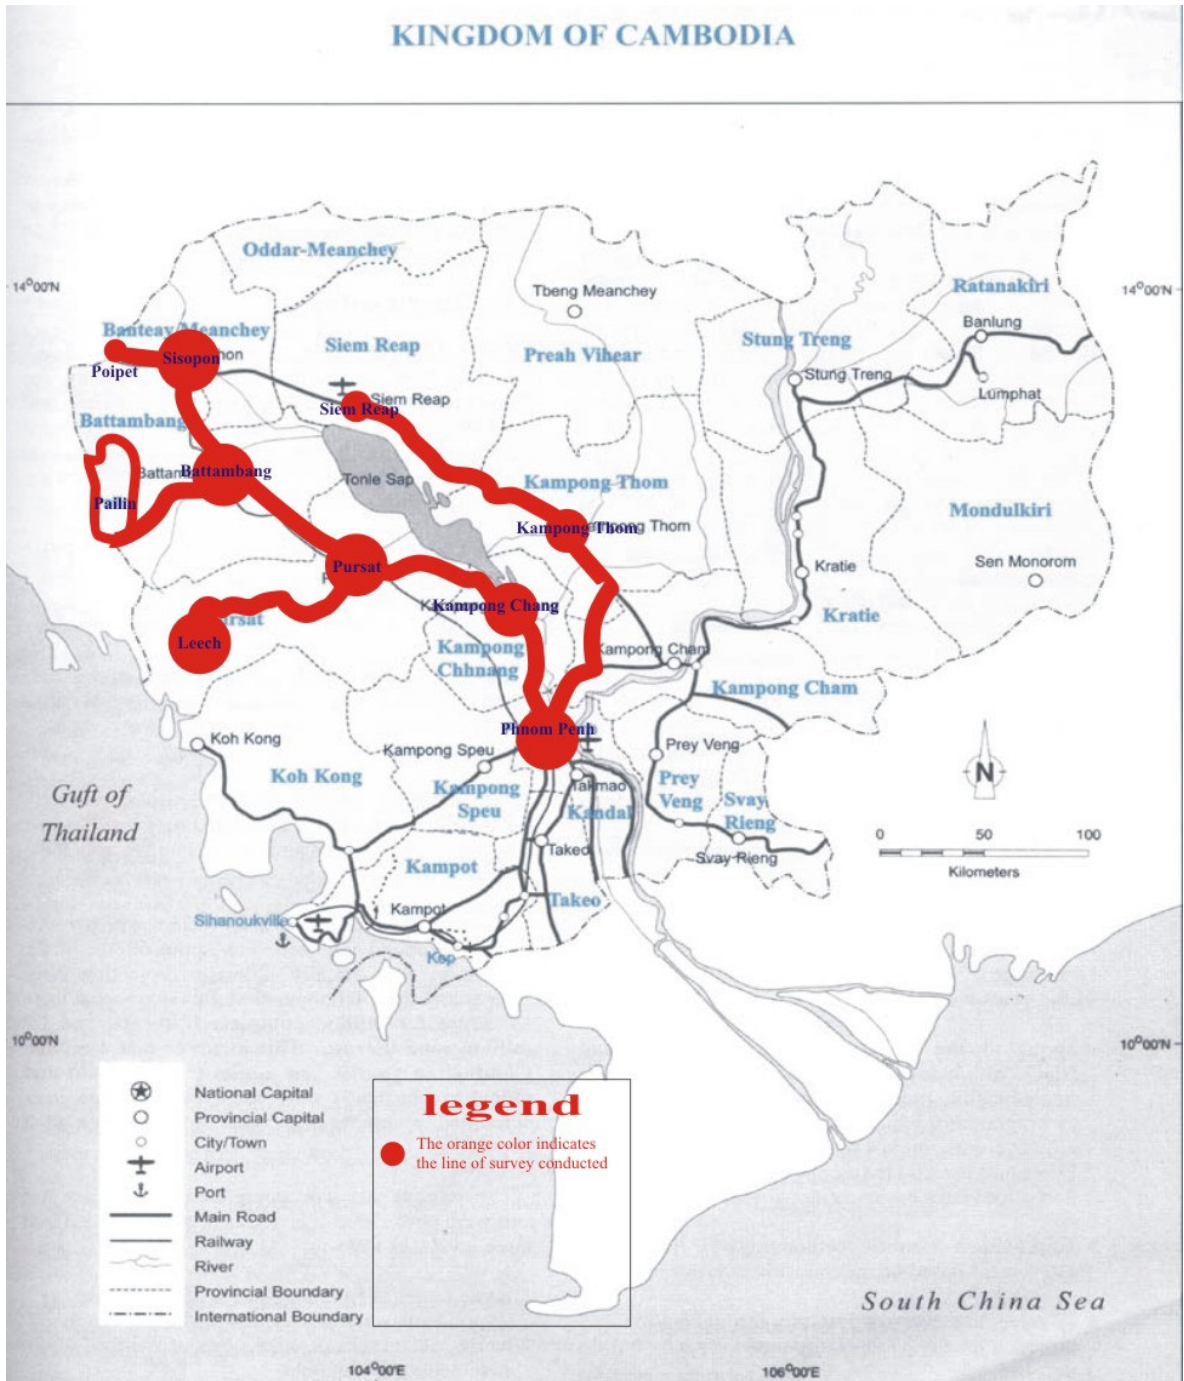 KINGDOM OF CAMBODIA
Oddar-Meanchey
14°00'N
14°00'N
Tbeng Meanchey
Ratanakiri
Banlung
Banteay Meanchey
Siem Reap
Preah Vihear
Stung Treng
Sisopon
Poipet
Stung Treng
Lumphat
Siem Reap
Siem Reap
Battambang
Battambang
Tonle Sap
Kampong Thom
Mondulkiri
Pailin
Kampong Thom
Sen Monorom
Pursat
Kratie
Kampong Chang
Kratie
Leech
Kampong Cham
Kampong
Chhnang
Kampong Cham
Phnom Penh
Koh Kong
Kampong Speu
Prey Veng
Koh Kong
Kampong
Speu
Takmao
Kandal
Prey
Veng
Svay
Rieng
N
Guft of
Thailand
0 50 100
Kilometers
Takeo
Svay Rieng
Kampot
Takeo
Kampot
Sihanoukville
Kep
10°00'N
10°00'N
National Capital
Provincial Capital
City/Town
Airport
Port
Main Road
Railway
River
Provincial Boundary
International Boundary
legend
The orange color indicates
the line of survey conducted
South China Sea
104°00'E
106°00'E